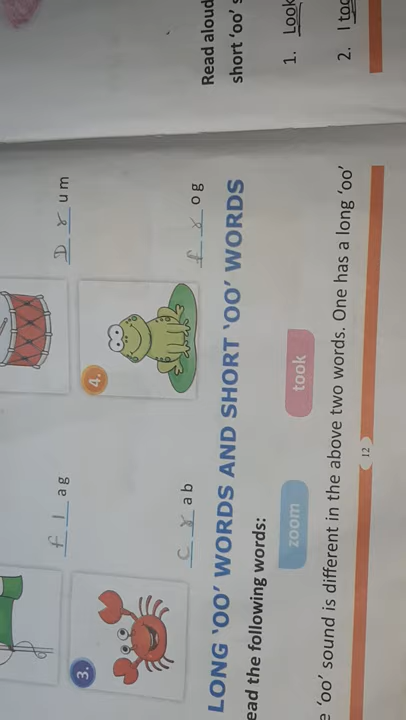 f l ag
D r um
3.
4.
c r ab
f r og
LONG ‘OO’ WORDS AND SHORT ‘OO’ WORDS
ead the following words:
zoom
took
e ‘oo’ sound is different in the above two words. One has a long ‘oo’
12
Read aloud
short ‘oo’ s
1. Look
2. I too